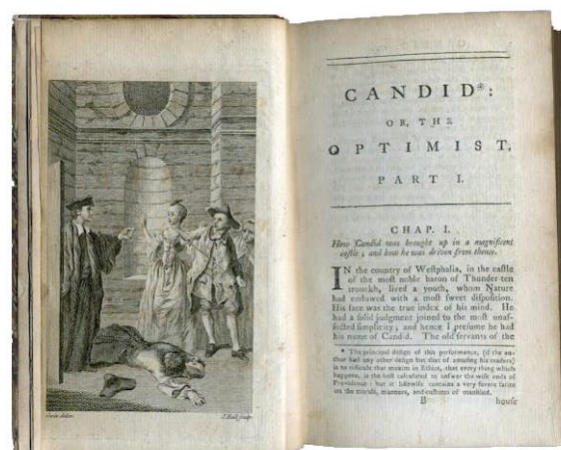 CANDID*:
OR, THE
OPTIMIST,
PART I.
CHAP. I.
How Candid was brought up in a magnificent
castle; and how he was driven from thence.
IN the country of Westphalia, in the castle
of the most noble baron of Thunder-ten
tronckh, lived a youth, whom Nature
had endowed with a most sweet disposition.
His face was the true index of his mind. He
had a solid judgment joined to the most unaf-
fected simplicity; and hence I presume he had
his name of Candid. The old servants of the
* The principal design of this performance, (if the au-
thor had any other design but that of amusing his readers)
is to ridicule that maxim in Ethics, that every thing which
happens, is the best calculated to answer the wise ends of
Providence: but it likewise contains a very severe satire
on the morals, manners, and customs of mankind.
B house